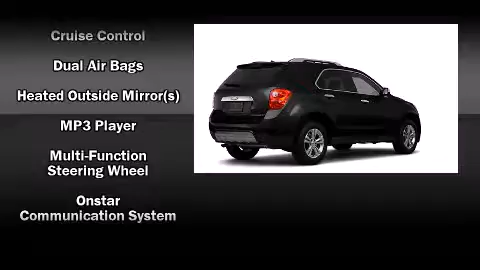 Cruise Control
Dual Air Bags
Heated Outside Mirror(s)
MP3 Player
Multi-Function
Steering Wheel
Onstar
Communication System